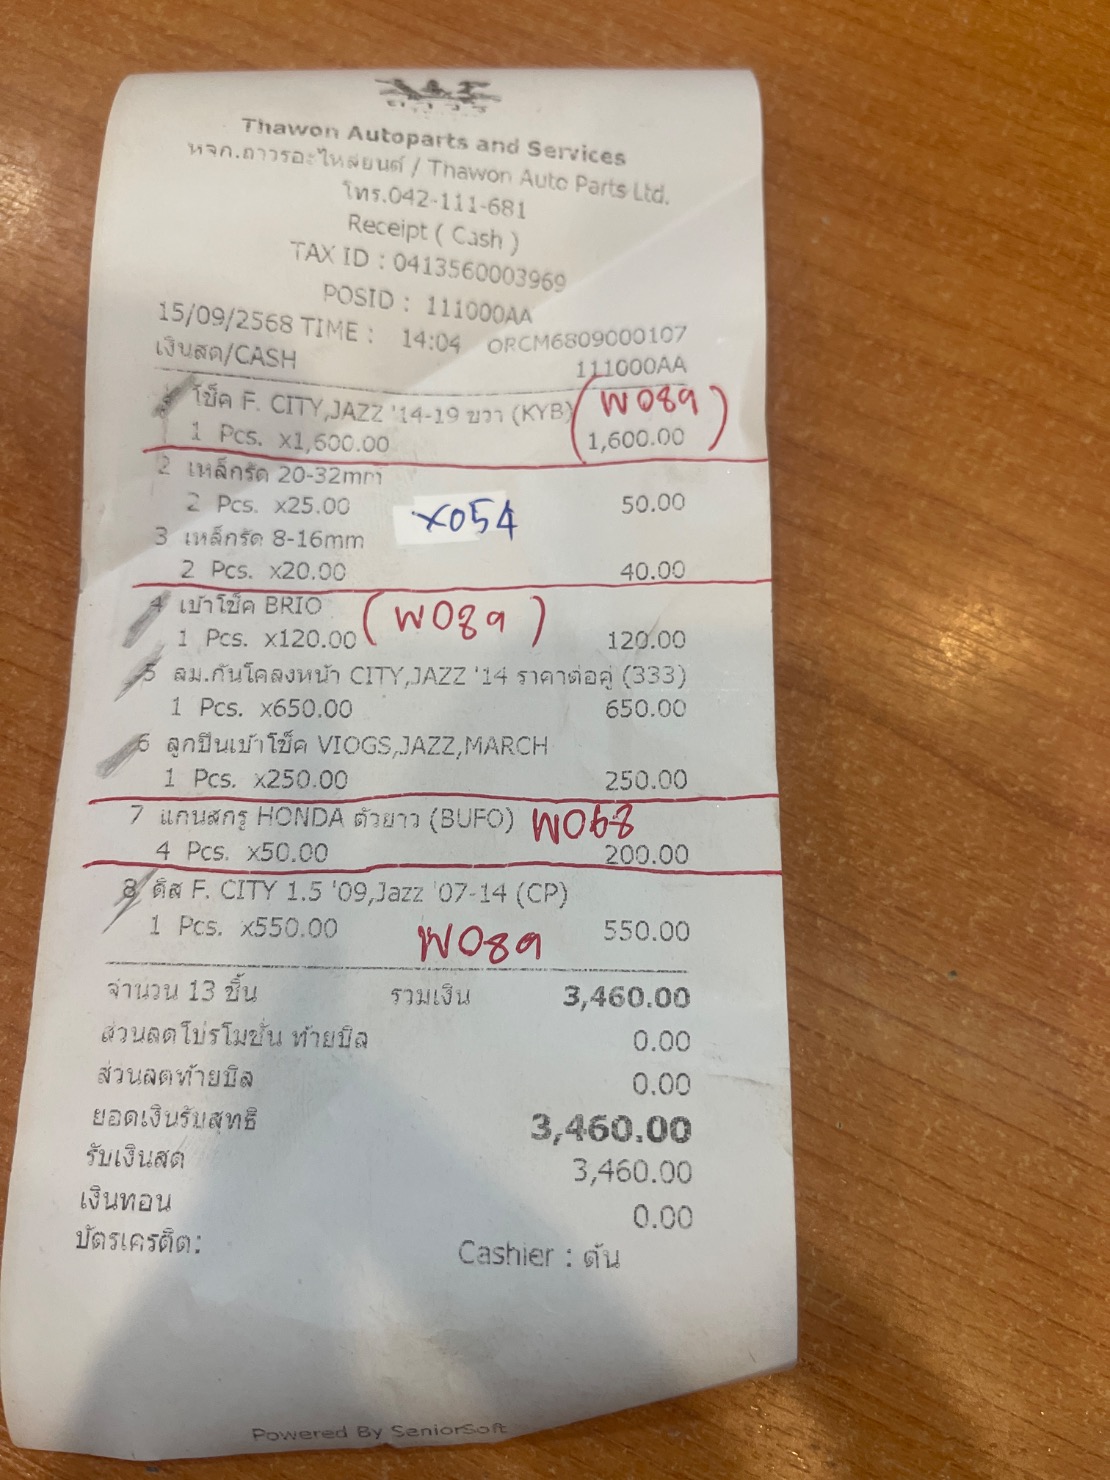 Thawon Autoparts and Services
หจก.ถาวรอะไหล่ยนต์ / Thawon Auto Parts Ltd.
โทร.042-111-681
Receipt ( Cash )
TAX ID : 0413560003969
POSID : 111000AA
15/09/2568 TIME : 14:04 ORCM6809000107
เงินสด/CASH 111000AA
โช็ค F. CITY,JAZZ '14-19 ขวา (KYB) (W089)
1 Pcs. x1,600.00 1,600.00
2 เหล็กรัด 20-32mm
2 Pcs. x25.00 50.00
X054
3 เหล็กรัด 8-16mm
2 Pcs. x20.00 40.00
4 เบ้าโช็ค BRIO (W089)
1 Pcs. x120.00 120.00
5 ลม.กันโคลงหน้า CITY,JAZZ '14 ราคาต่อคู่ (333)
1 Pcs. x650.00 650.00
6 ลูกปืนเบ้าโช็ค VIOGS,JAZZ,MARCH
1 Pcs. x250.00 250.00
7 แกนสกรู HONDA ตัวยาว (BUFO) W068
4 Pcs. x50.00 200.00
8 ดิส F. CITY 1.5 '09,Jazz '07-14 (CP)
1 Pcs. x550.00 W089 550.00
จำนวน 13 ชิ้น รวมเงิน 3,460.00
ส่วนลดโปรโมชั่น ท้ายบิล 0.00
ส่วนลดท้ายบิล 0.00
ยอดเงินรับสุทธิ 3,460.00
รับเงินสด 3,460.00
เงินทอน 0.00
บัตรเครดิต: Cashier : ต้น
Powered By SeniorSoft